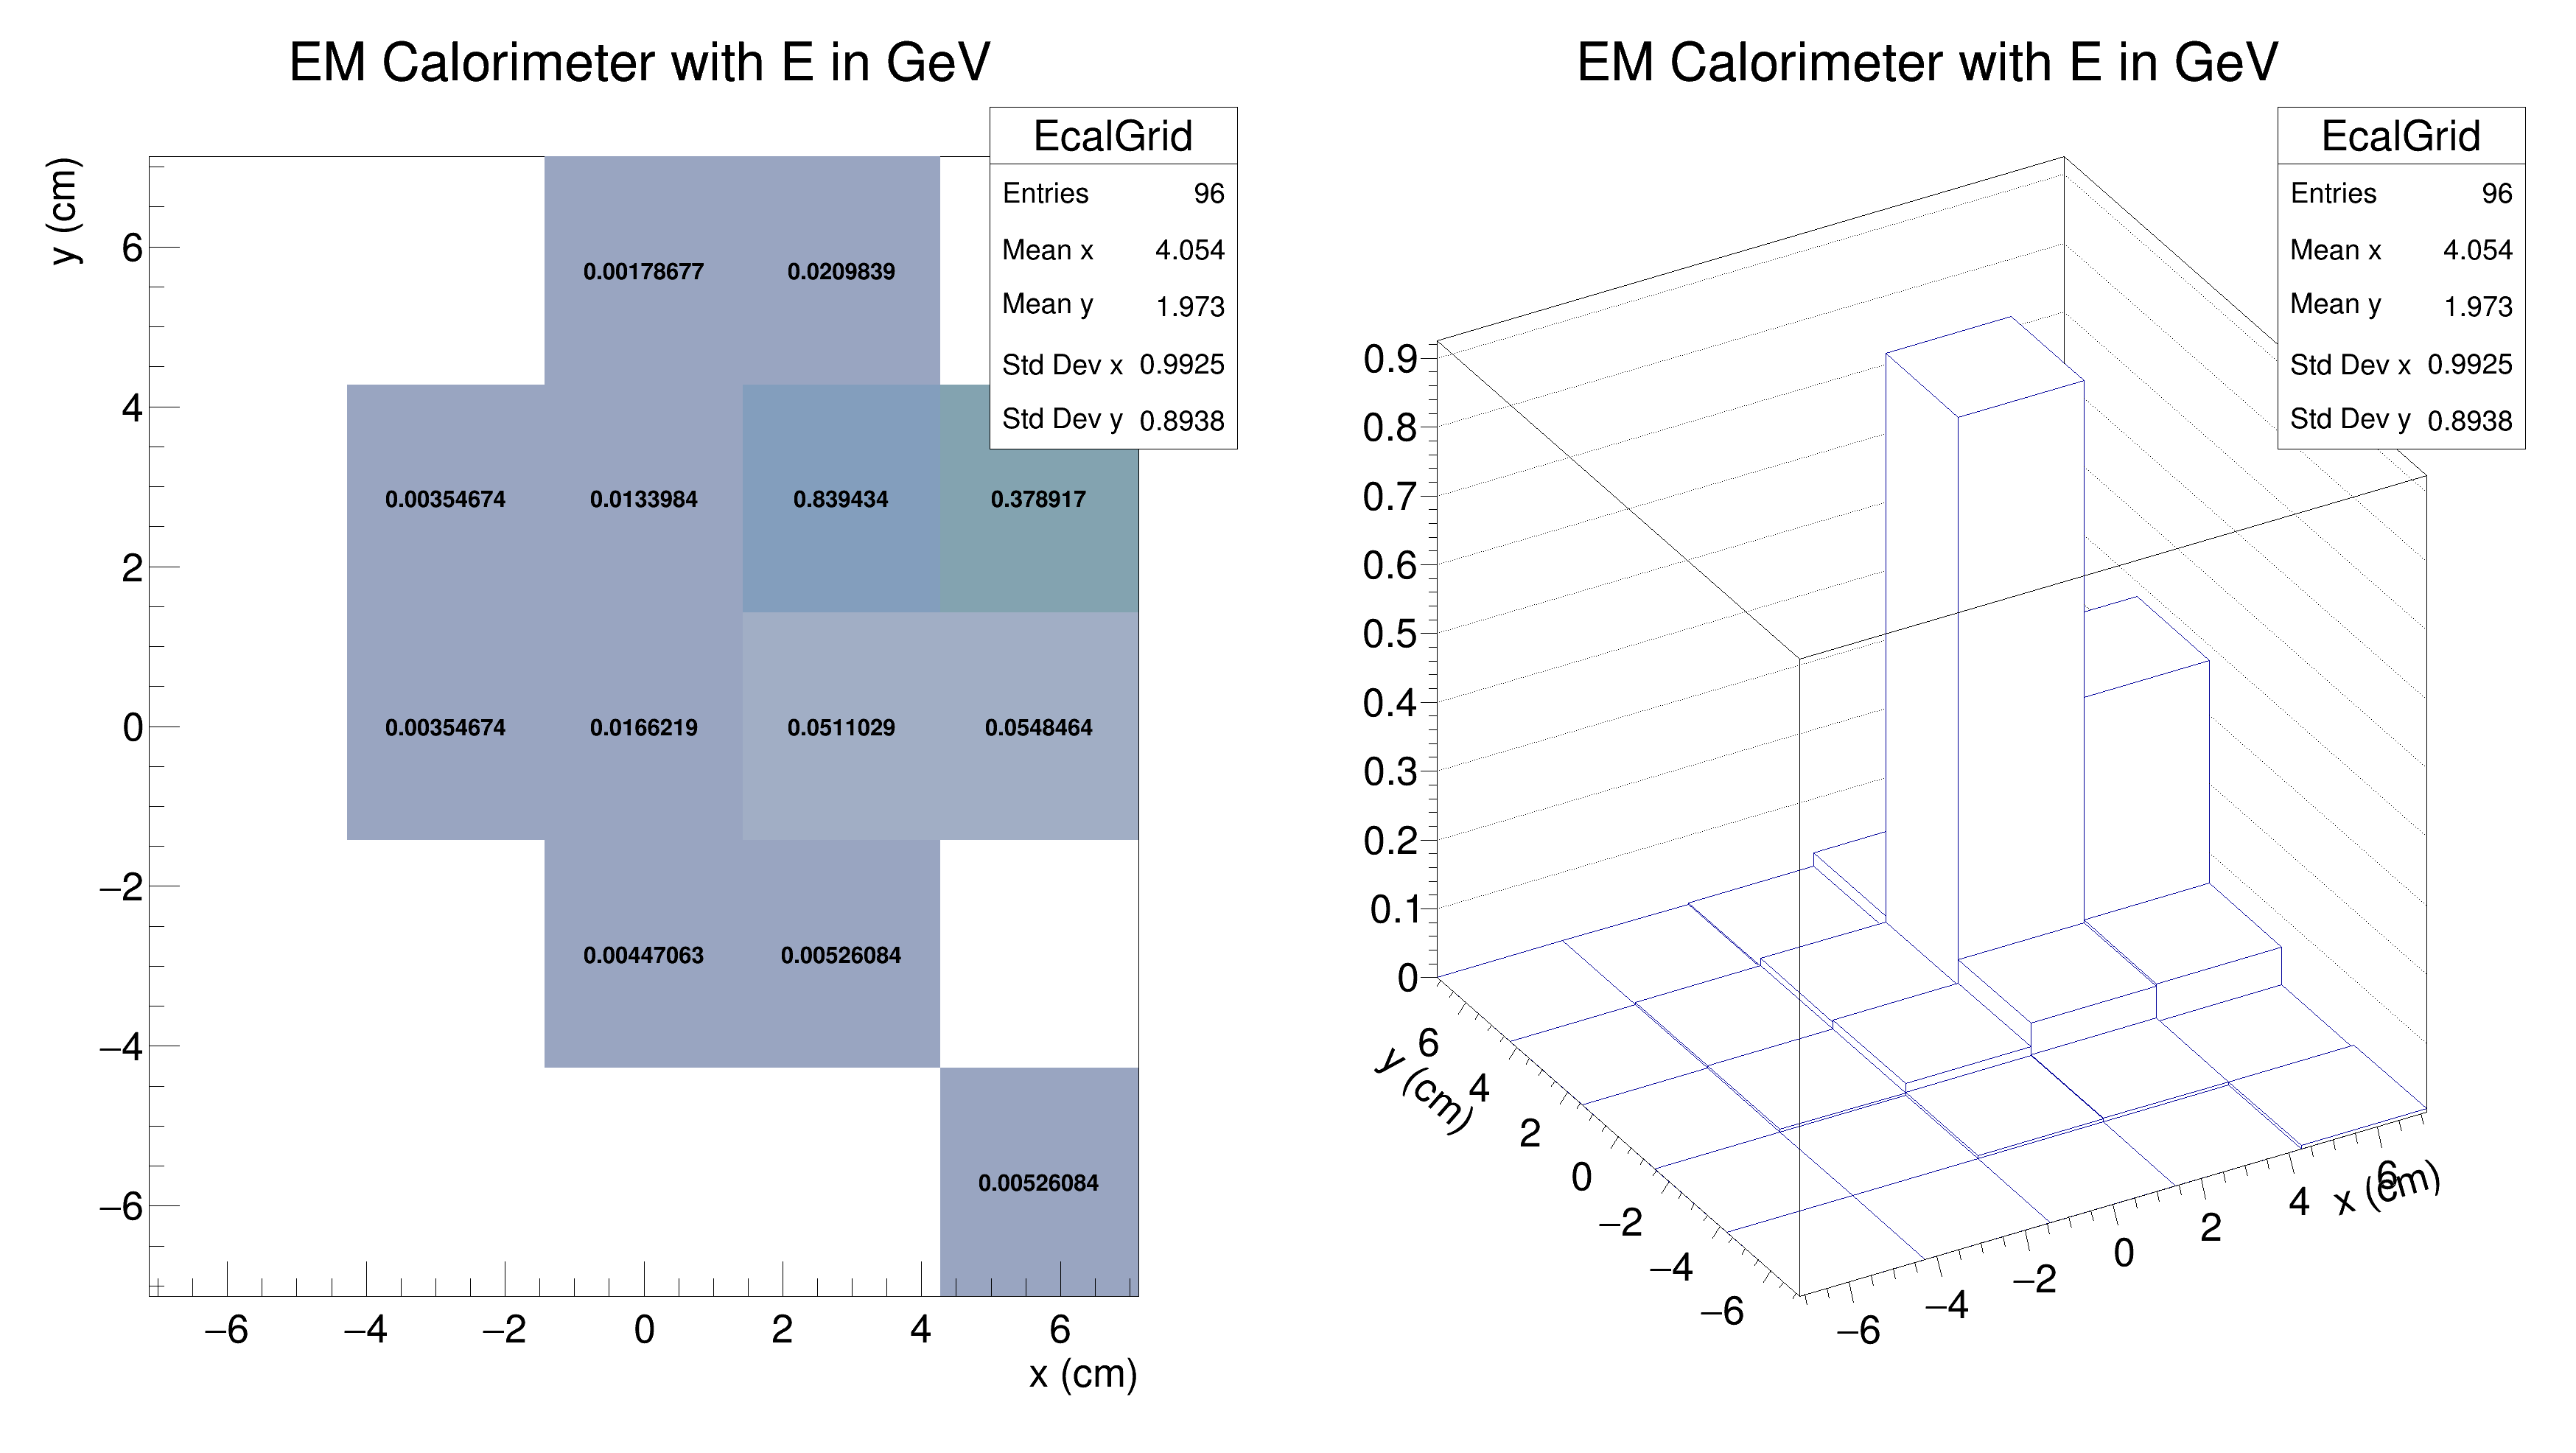 EM Calorimeter with E in GeV
EcalGrid
Entries 96
Mean x 4.054
Mean y 1.973
Std Dev x 0.9925
Std Dev y 0.8938
y (cm)
6
4
2
0
−2
−4
−6
0.00178677 0.0209839
0.00354674 0.0133984 0.839434 0.378917
0.00354674 0.0166219 0.0511029 0.0548464
0.00447063 0.00526084
0.00526084
−6 −4 −2 0 2 4 6
x (cm)
EM Calorimeter with E in GeV
EcalGrid
Entries 96
Mean x 4.054
Mean y 1.973
Std Dev x 0.9925
Std Dev y 0.8938
0.9
0.8
0.7
0.6
0.5
0.4
0.3
0.2
0.1
0
y (cm)
6
4
2
0
−2
−4
−6
−6 −4 −2 0 2 4 6
x (cm)